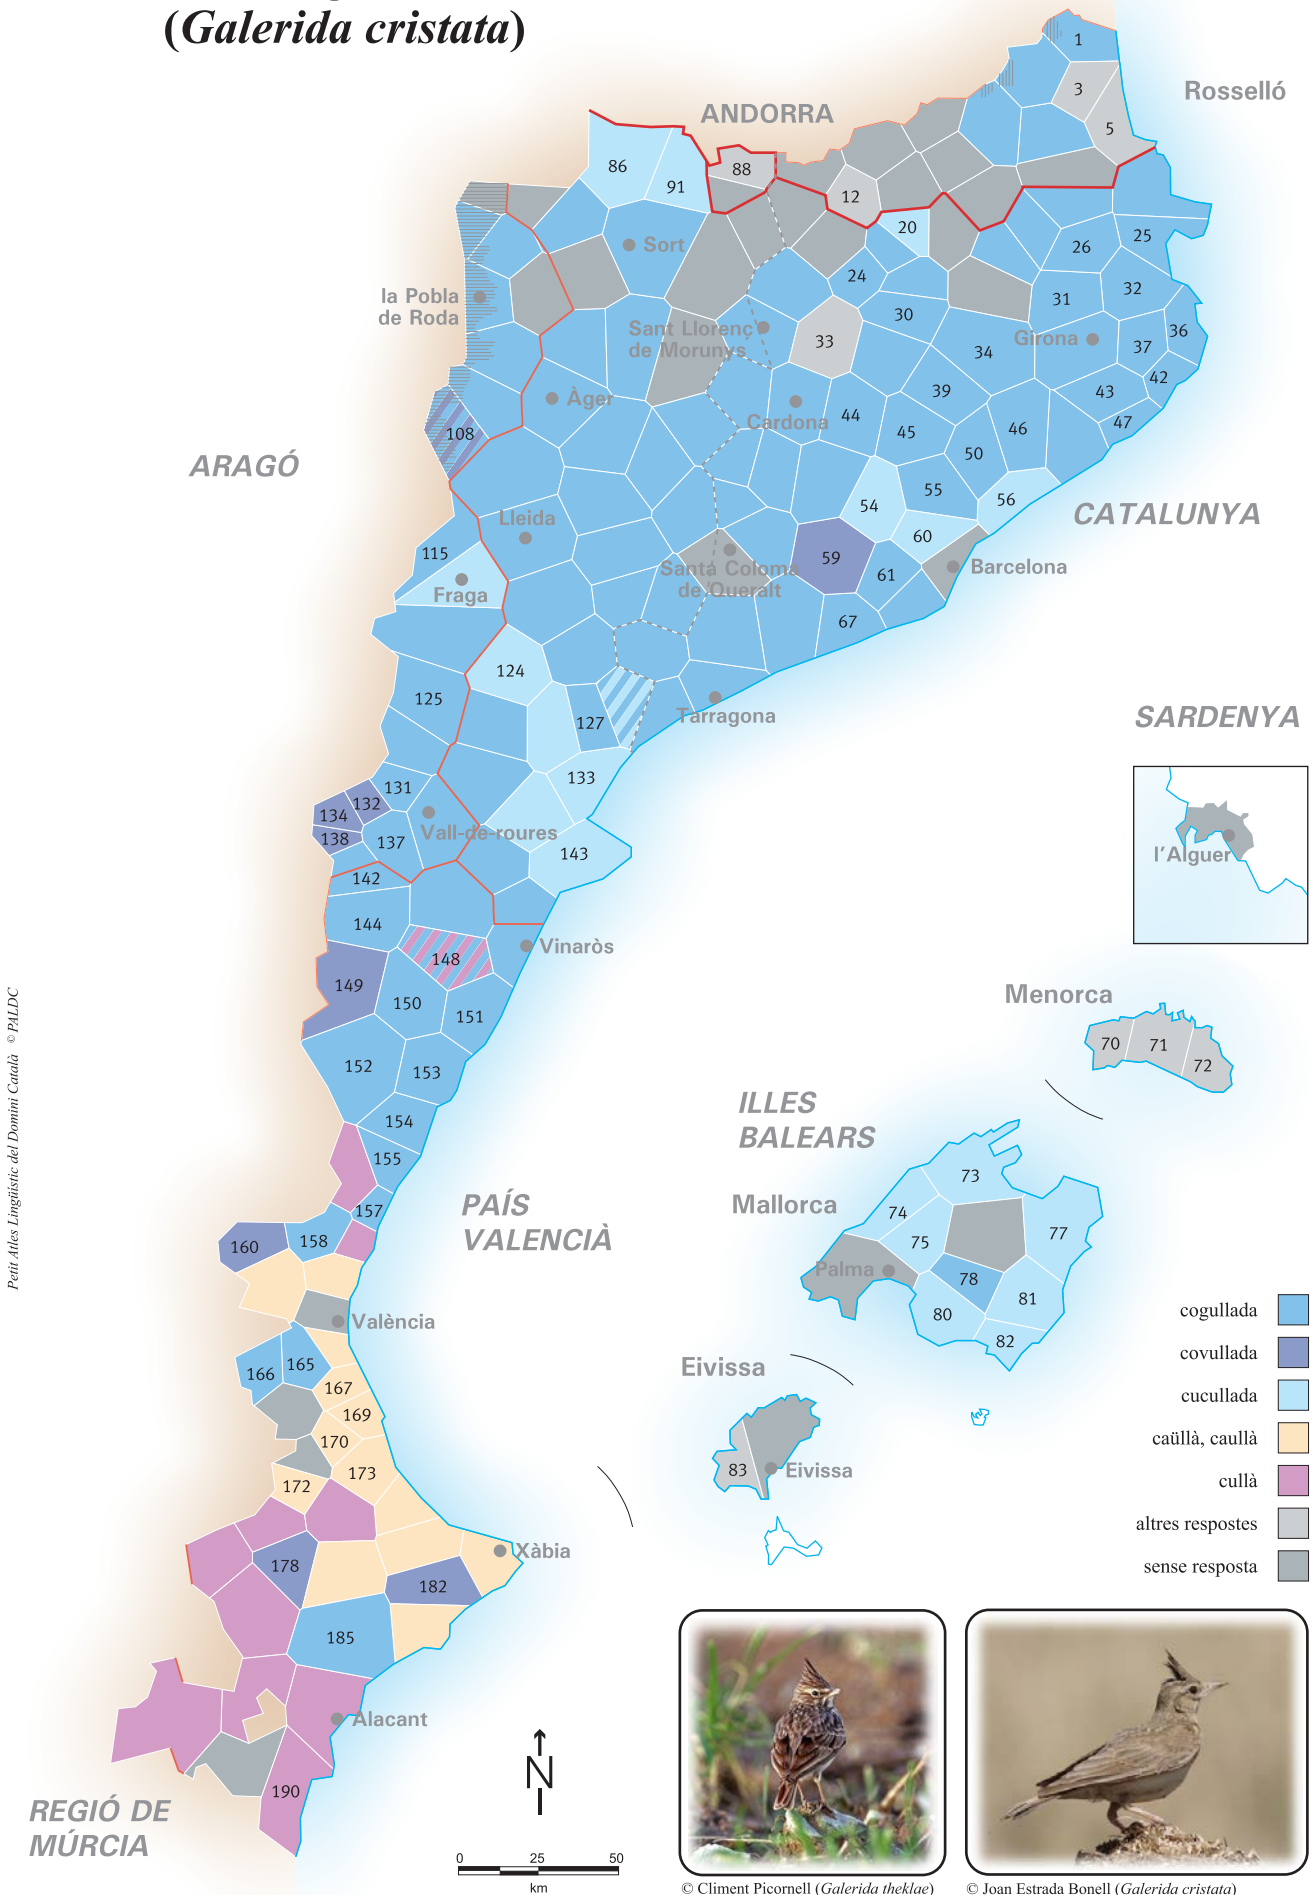 (Galerida cristata)
1
Rosselló
3
ANDORRA
5
86
88
91
12
20
25
26
Sort
24
la Pobla
de Roda
32
31
30
Sant Llorenç
de Morunys
36
33
Girona
37
34
42
39
43
Àger
44
Cardona
47
46
45
108
50
ARAGÓ
55
56
54
CATALUNYA
Lleida
60
115
59
Santa Coloma
de Queralt
Barcelona
61
Fraga
67
124
125
127
Tarragona
SARDENYA
133
131
132
134
Vall-de-roures
138
137
143
l'Alguer
142
144
Vinaròs
148
149
150
151
Menorca
70
71
72
152
153
ILLES
BALEARS
154
155
73
Mallorca
74
157
PAÍS
VALENCIÀ
158
160
75
77
Palma
78
81
80
82
València
165
166
167
169
170
173
172
Eivissa
83
Eivissa
cogullada
covullada
cucullada
caüllà, caullà
cullà
altres respostes
sense resposta
Xàbia
178
182
185
Alacant
190
REGIÓ DE
MÚRCIA
N
0 25 50
km
Petit Atles Lingüístic del Domini Català © PALDC
© Climent Picornell (Galerida theklae)
© Joan Estrada Bonell (Galerida cristata)